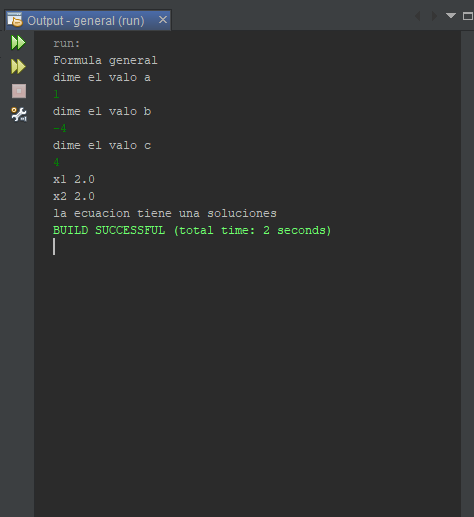 Output - general (run)
run:
Formula general
dime el valo a
1
dime el valo b
-4
dime el valo c
4
x1 2.0
x2 2.0
la ecuacion tiene una soluciones
BUILD SUCCESSFUL (total time: 2 seconds)